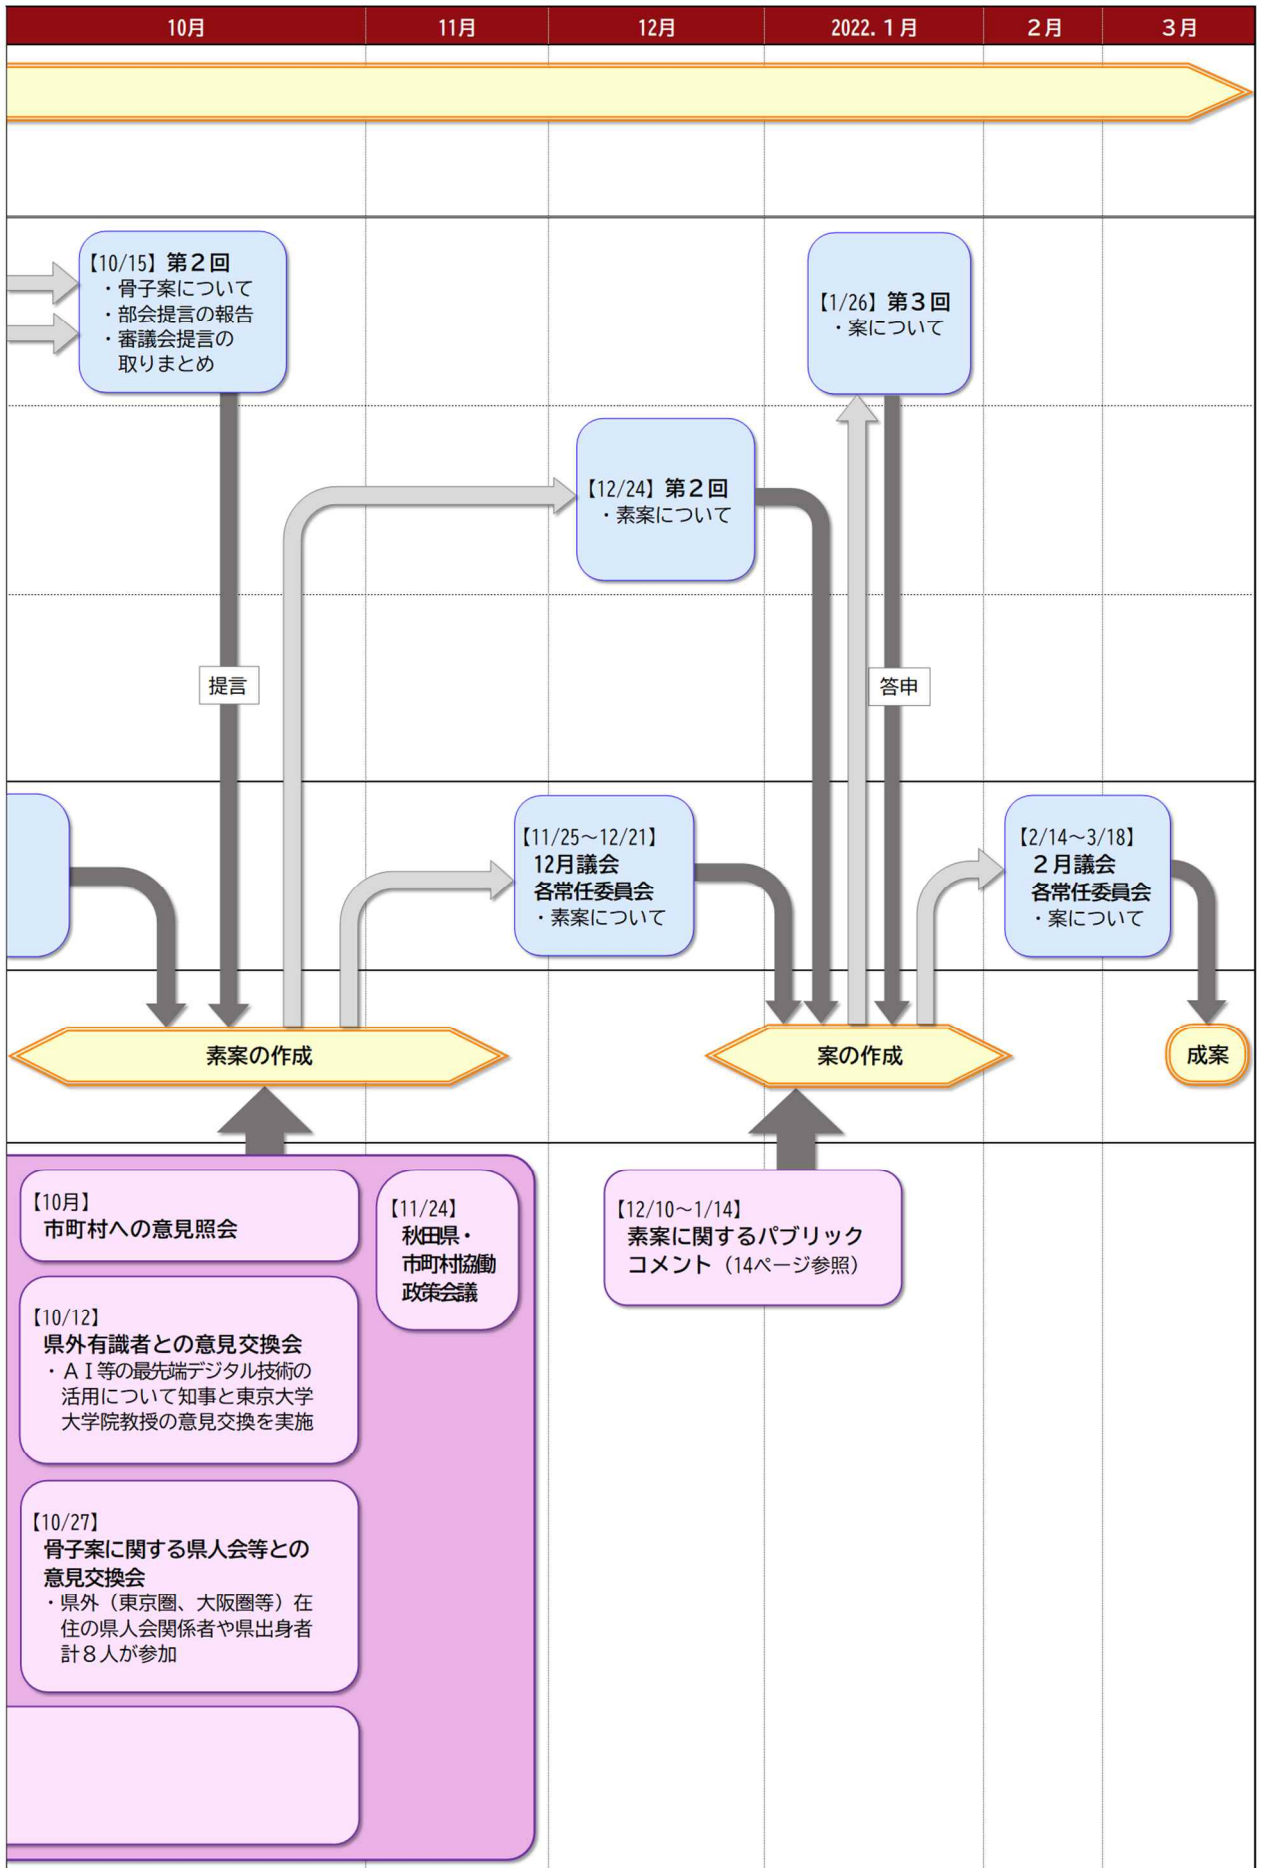 10月
11月
12月
2022. 1月
2月
3月
【10/15】第2回
・骨子案について
・部会提言の報告
・審議会提言の
取りまとめ
【1/26】第3回
・案について
【12/24】第2回
・素案について
提言
答申
【11/25～12/21】
12月議会
各常任委員会
・素案について
【2/14～3/18】
2月議会
各常任委員会
・案について
素案の作成
案の作成
成案
【10月】
市町村への意見照会
【11/24】
秋田県・
市町村協働
政策会議
【12/10～1/14】
素案に関するパブリック
コメント（14ページ参照）
【10/12】
県外有識者との意見交換会
・ＡＩ等の最先端デジタル技術の
活用について知事と東京大学
大学院教授の意見交換を実施
【10/27】
骨子案に関する県人会等との
意見交換会
・県外（東京圏、大阪圏等）在
住の県人会関係者や県出身者
計8人が参加